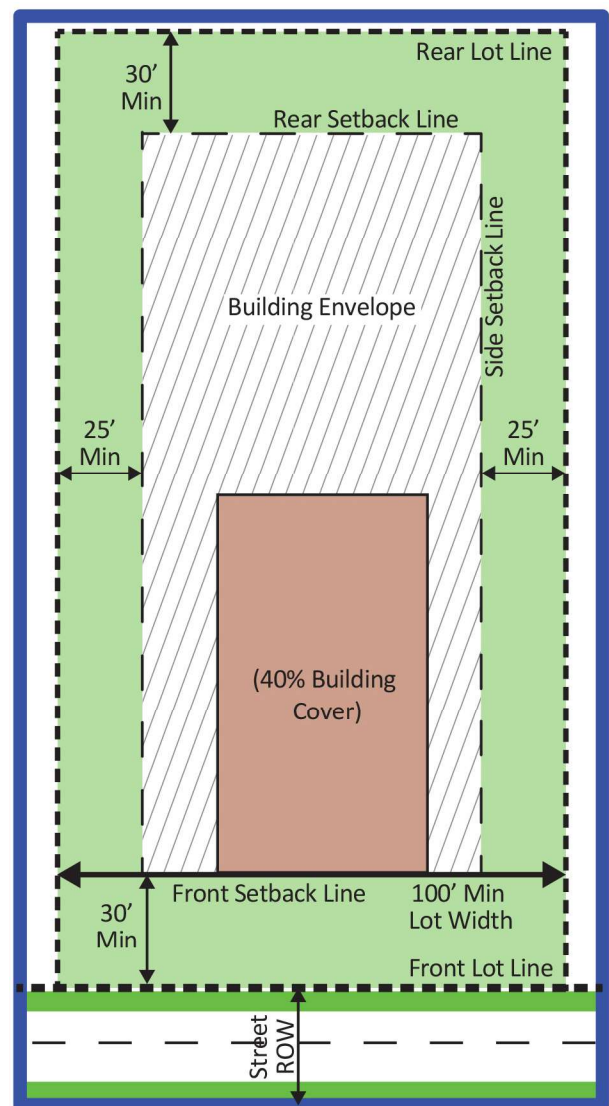 30’
Min
Rear Lot Line
Rear Setback Line
Building Envelope
Side Setback Line
25’
Min
25’
Min
(40% Building
Cover)
Front Setback Line
100’ Min
Lot Width
30’
Min
Front Lot Line
Street
ROW